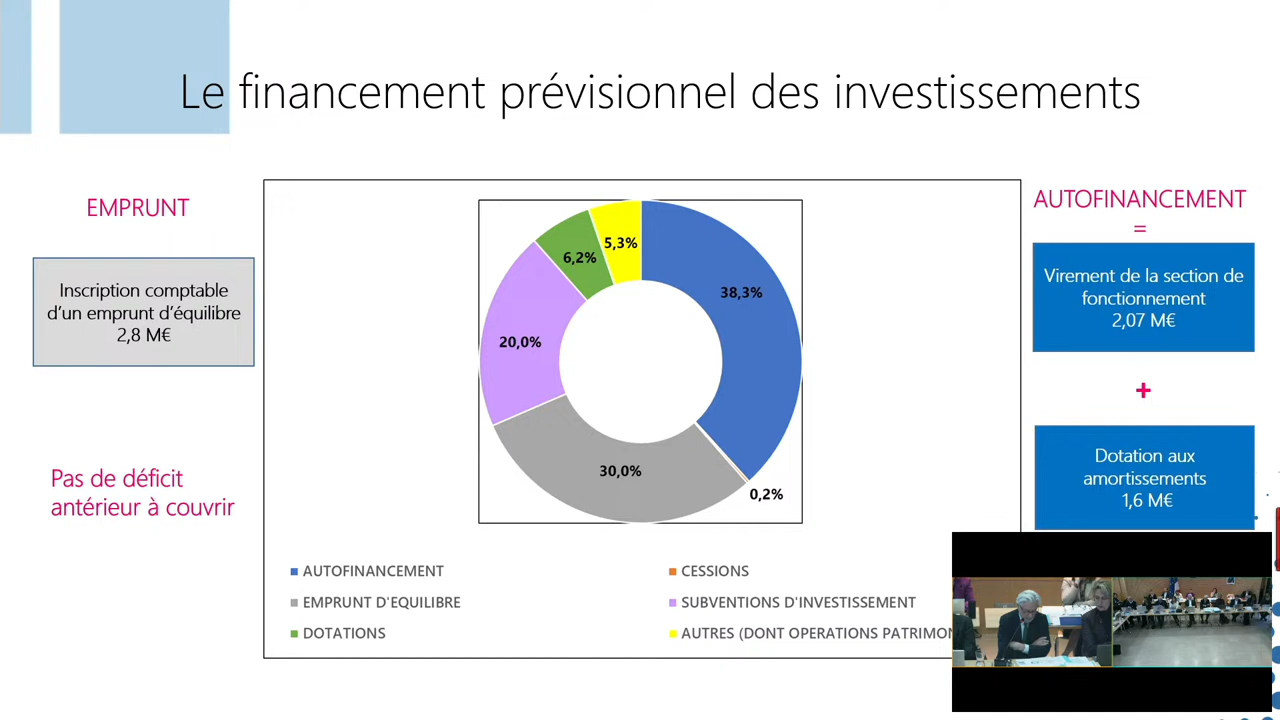 Le financement prévisionnel des investissements
EMPRUNT
Inscription comptable
d'un emprunt d'équilibre
2,8 M€
Pas de déficit
antérieur à couvrir
5,3%
6,2%
38,3%
20,0%
30,0%
0,2%
AUTOFINANCEMENT
CESSIONS
EMPRUNT D'EQUILIBRE
SUBVENTIONS D'INVESTISSEMENT
DOTATIONS
AUTRES (DONT OPERATIONS
AUTOFINANCEMENT
=
Virement de la section de
fonctionnement
2,07 M€
+
Dotation aux
amortissements
1,6 M€